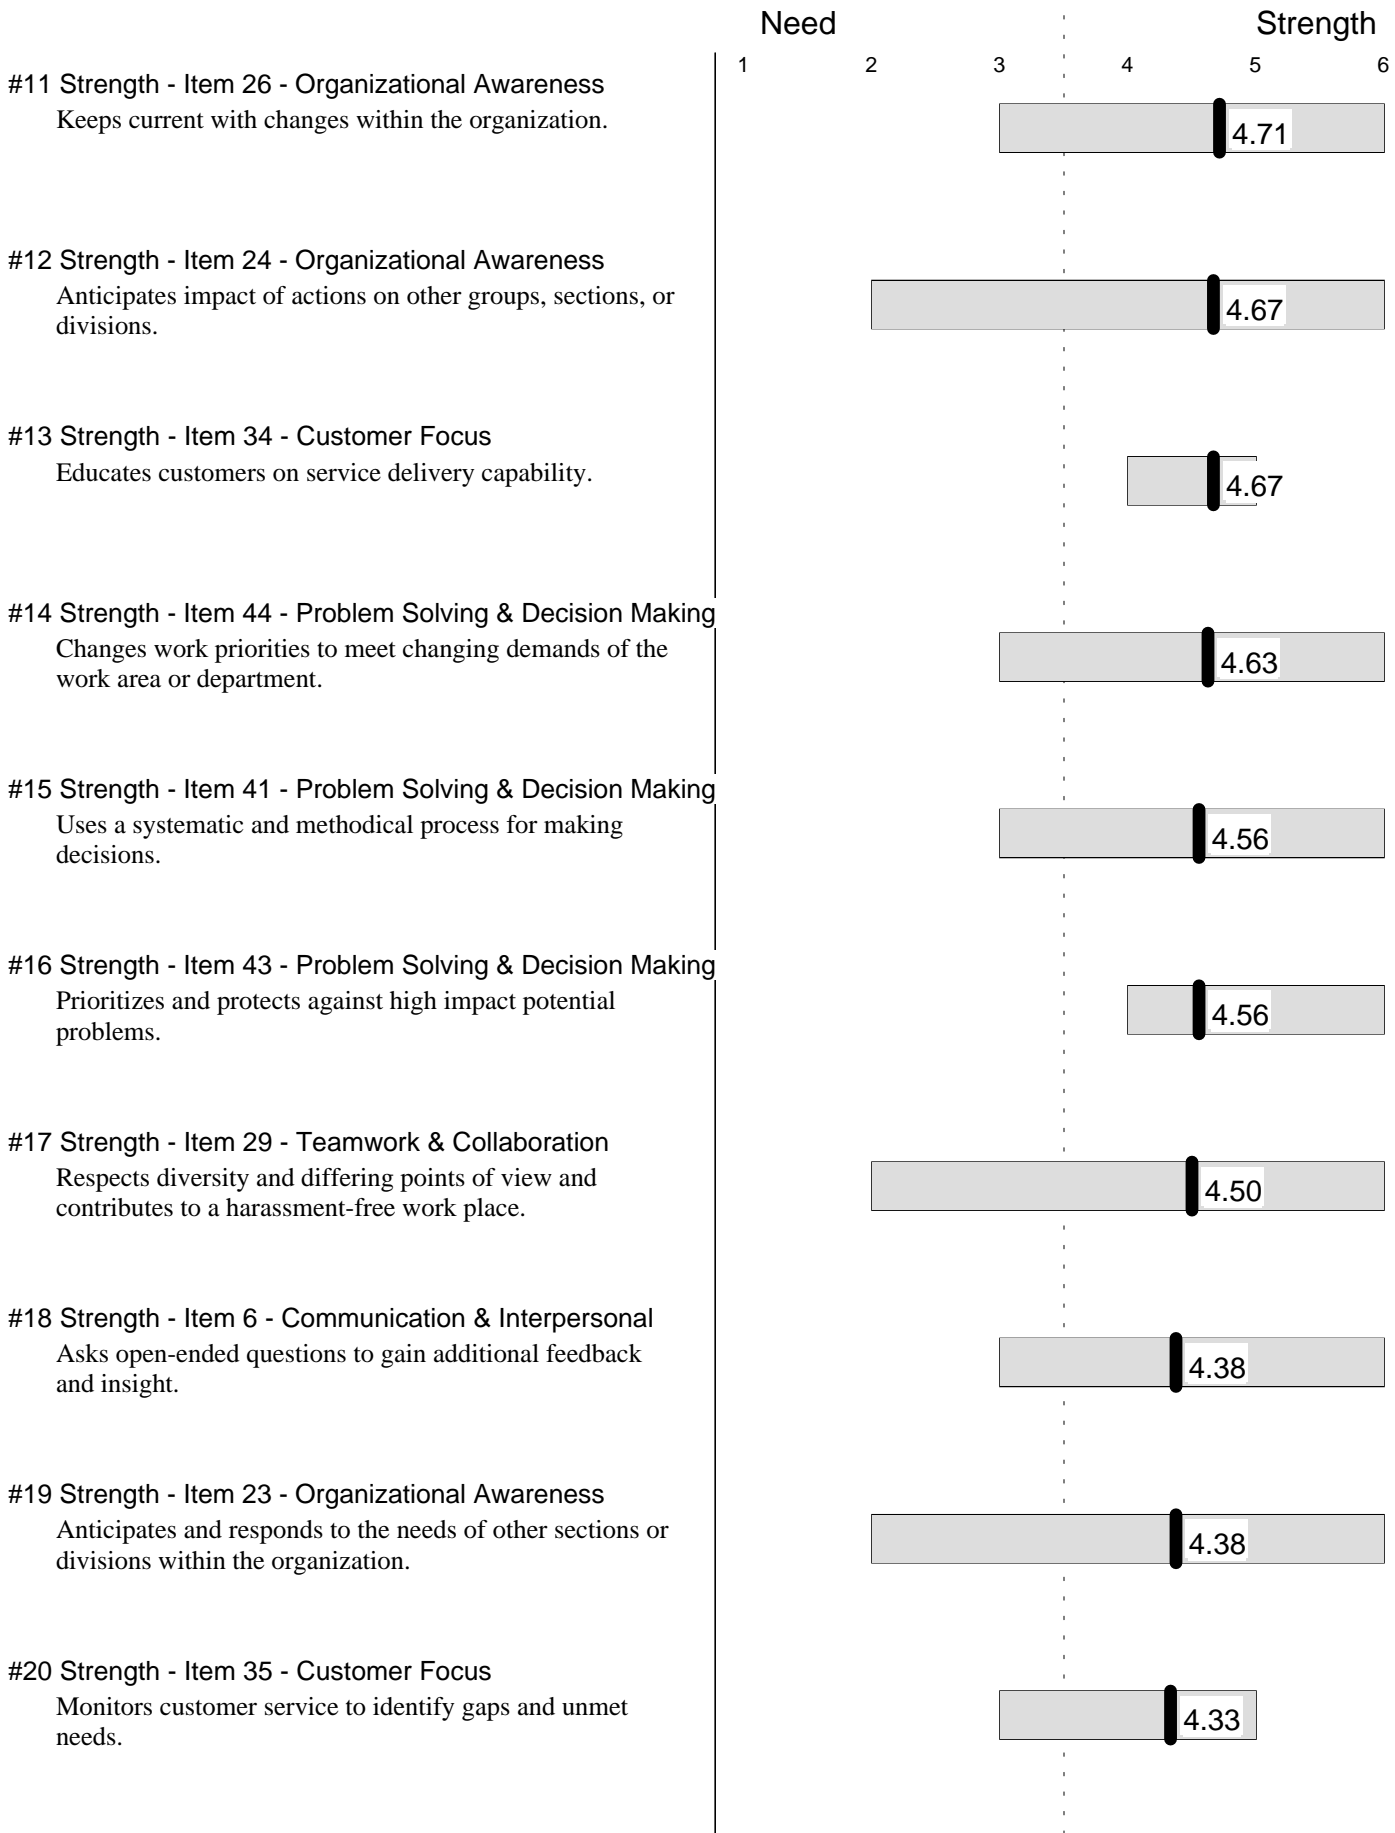 Need Strength
1 2 3 4 5 6
#11 Strength - Item 26 - Organizational Awareness
Keeps current with changes within the organization.
4.71
#12 Strength - Item 24 - Organizational Awareness
Anticipates impact of actions on other groups, sections, or
divisions.
4.67
#13 Strength - Item 34 - Customer Focus
Educates customers on service delivery capability.
4.67
#14 Strength - Item 44 - Problem Solving & Decision Making
Changes work priorities to meet changing demands of the
work area or department.
4.63
#15 Strength - Item 41 - Problem Solving & Decision Making
Uses a systematic and methodical process for making
decisions.
4.56
#16 Strength - Item 43 - Problem Solving & Decision Making
Prioritizes and protects against high impact potential
problems.
4.56
#17 Strength - Item 29 - Teamwork & Collaboration
Respects diversity and differing points of view and
contributes to a harassment-free work place.
4.50
#18 Strength - Item 6 - Communication & Interpersonal
Asks open-ended questions to gain additional feedback
and insight.
4.38
#19 Strength - Item 23 - Organizational Awareness
Anticipates and responds to the needs of other sections or
divisions within the organization.
4.38
#20 Strength - Item 35 - Customer Focus
Monitors customer service to identify gaps and unmet
needs.
4.33